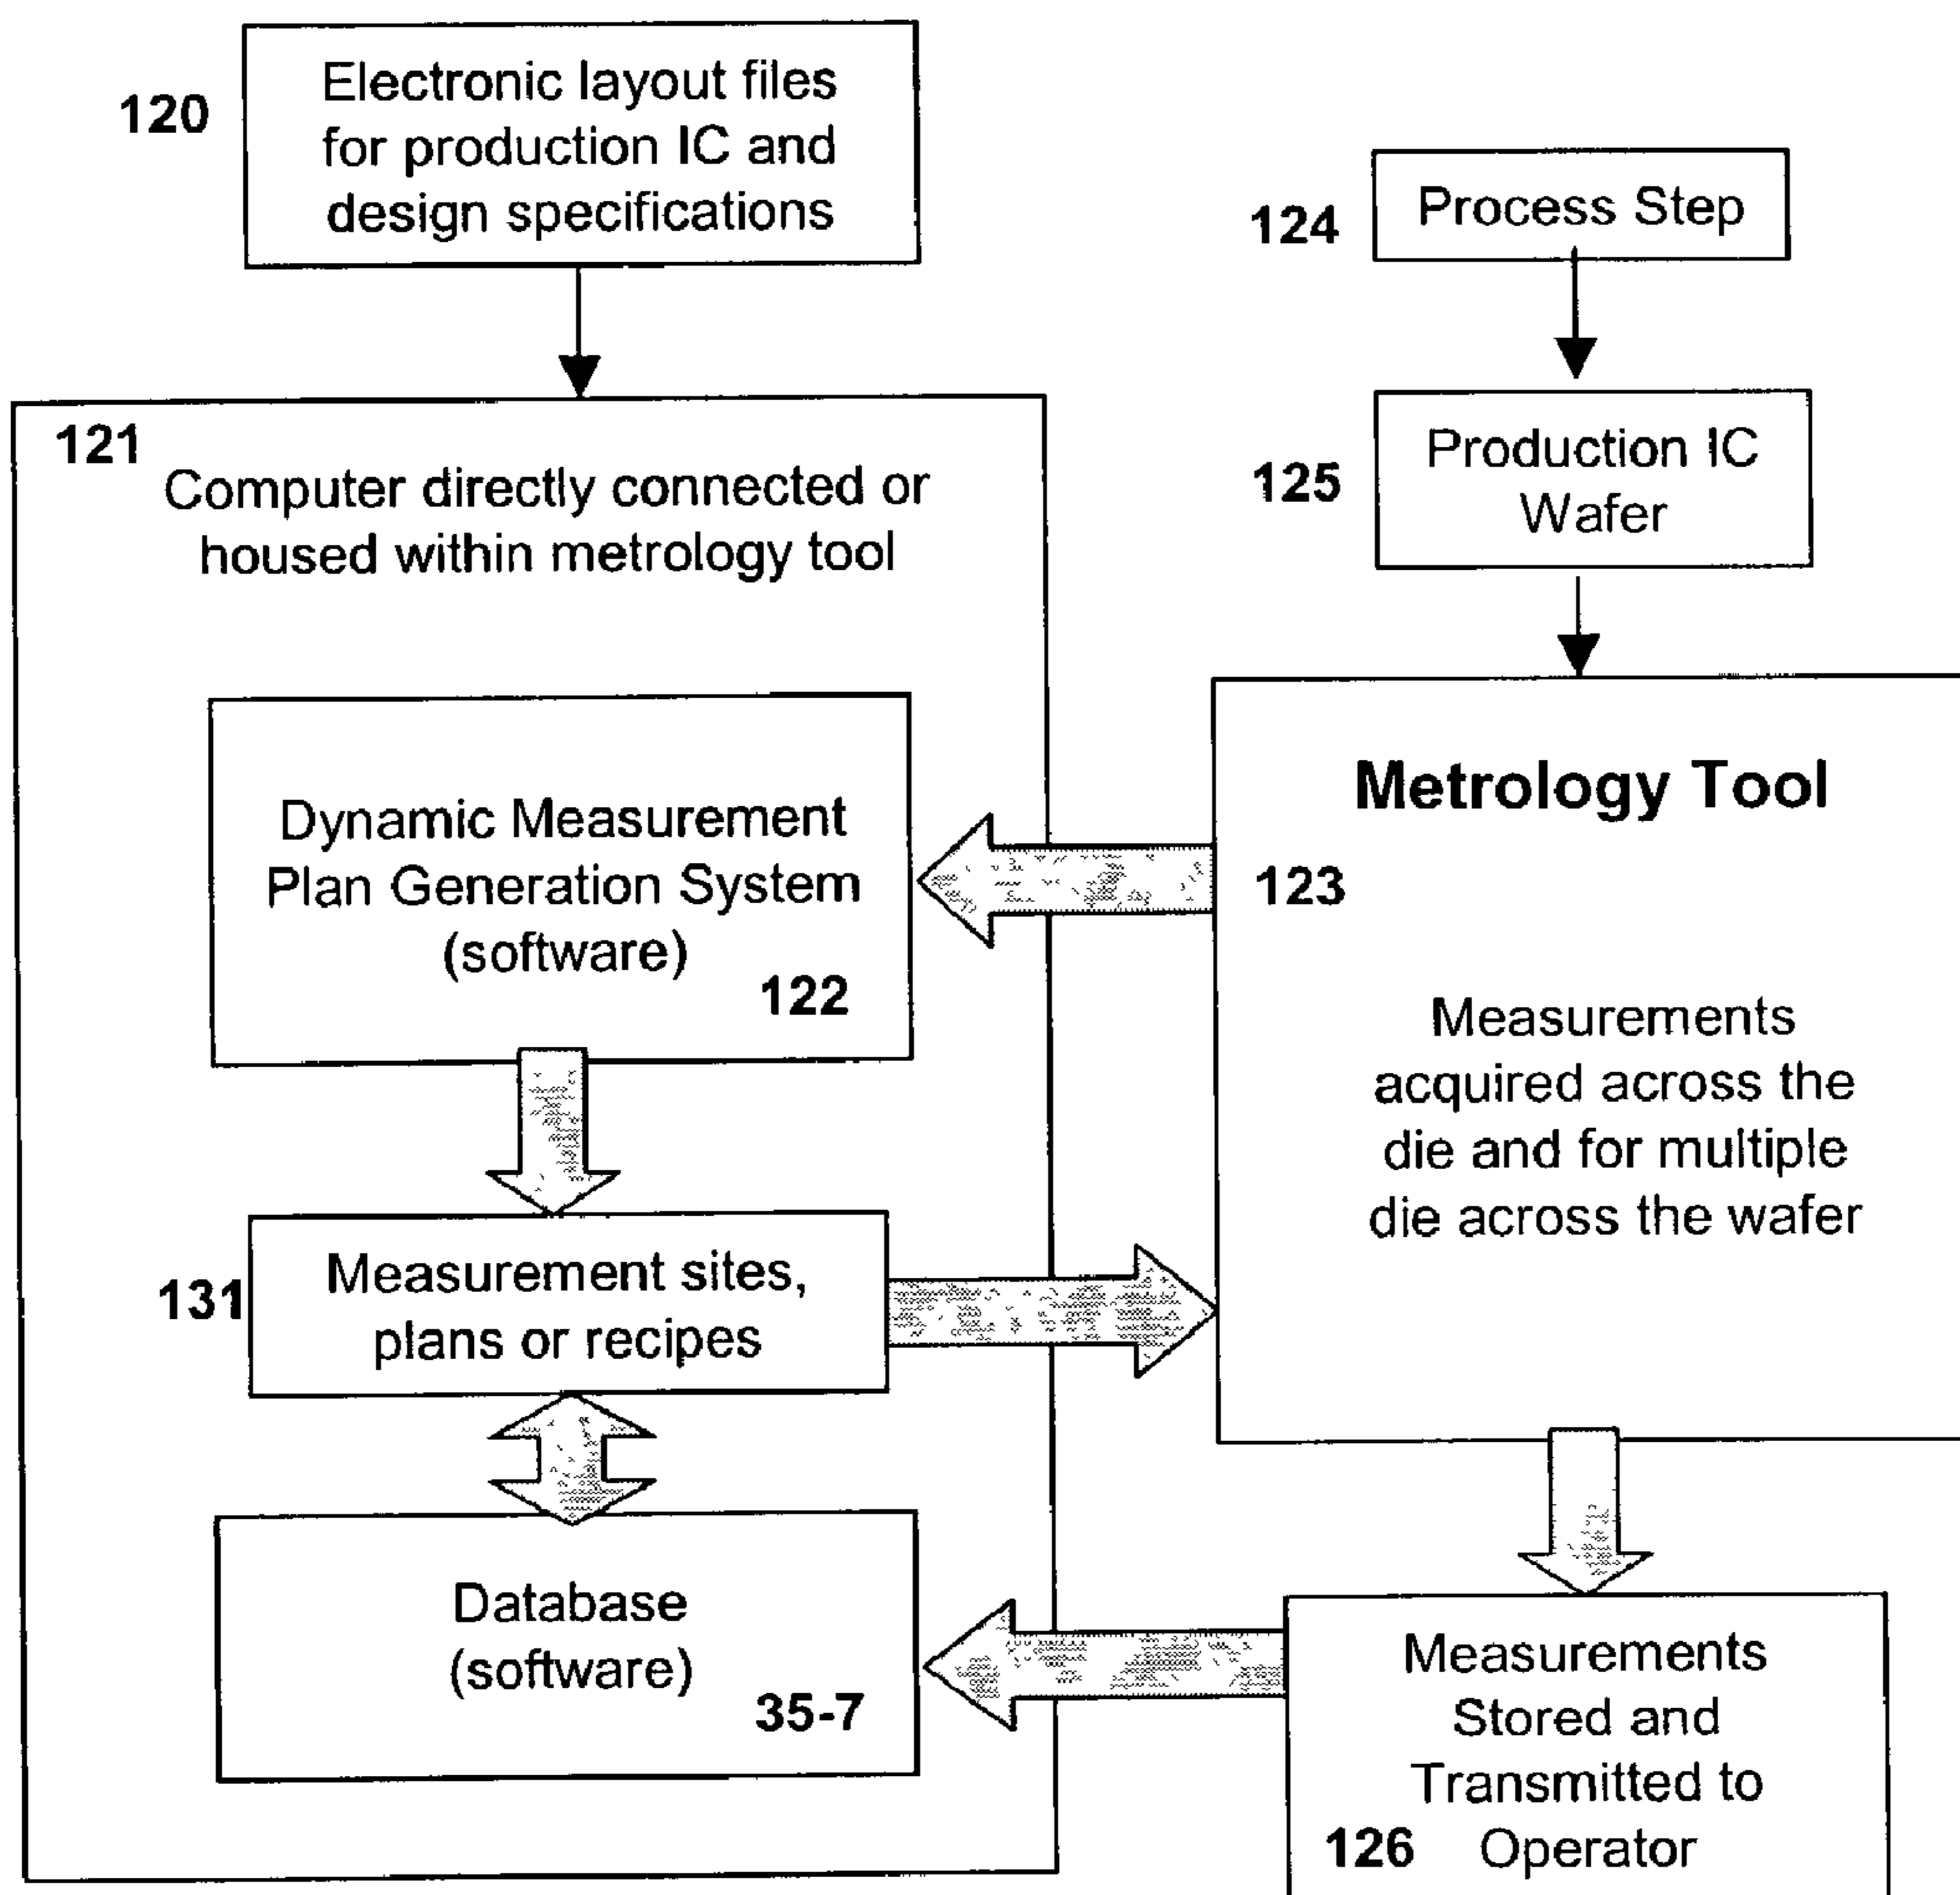 120
Electronic layout files
for production IC and
design specifications
124
Process Step
121
Computer directly connected or
housed within metrology tool
125
Production IC
Wafer
Dynamic Measurement
Plan Generation System
(software)
122
Metrology Tool
123
Measurements
acquired across the
die and for multiple
die across the wafer
131
Measurement sites,
plans or recipes
Database
(software)
35-7
Measurements
Stored and
Transmitted to
126 Operator